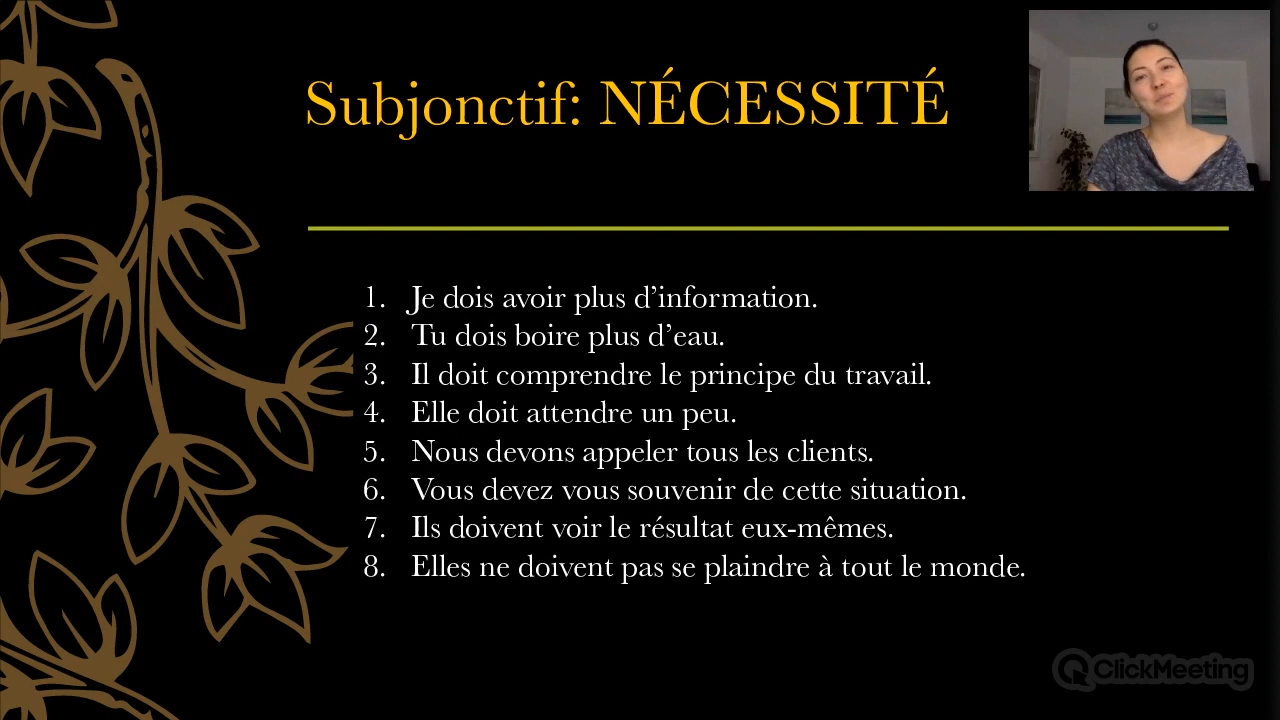 Subjonctif: NÉCESSITÉ
1. Je dois avoir plus d’information.
2. Tu dois boire plus d’eau.
3. Il doit comprendre le principe du travail.
4. Elle doit attendre un peu.
5. Nous devons appeler tous les clients.
6. Vous devez vous souvenir de cette situation.
7. Ils doivent voir le résultat eux-mêmes.
8. Elles ne doivent pas se plaindre à tout le monde.
ClickMeeting